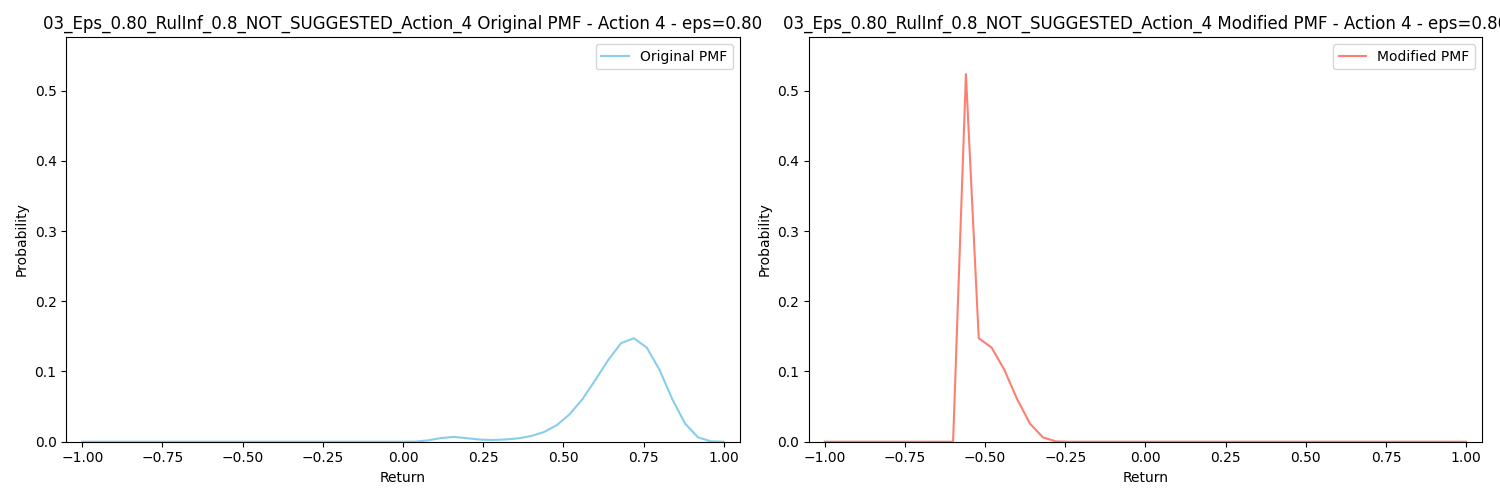 03_Eps_0.80_RulInf_0.8_NOT_SUGGESTED_Action_4 Original PMF - Action 4 - eps=0.80
Original PMF
Probability
0.5
0.4
0.3
0.2
0.1
0.0
−1.00 −0.75 −0.50 −0.25 0.00 0.25 0.50 0.75 1.00
Return
03_Eps_0.80_RulInf_0.8_NOT_SUGGESTED_Action_4 Modified PMF - Action 4 - eps=0.80
Modified PMF
Probability
0.5
0.4
0.3
0.2
0.1
0.0
−1.00 −0.75 −0.50 −0.25 0.00 0.25 0.50 0.75 1.00
Return